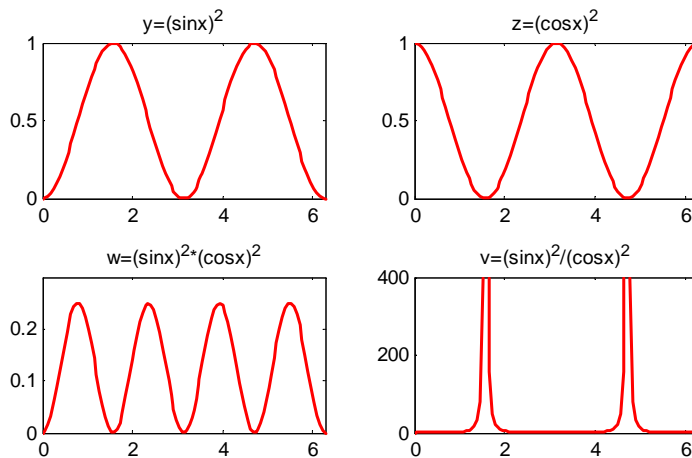 y=(sinx)²
1
0.5
0
0 2 4 6
z=(cosx)²
1
0.5
0
0 2 4 6
w=(sinx)²*(cosx)²
0.2
0.1
0
0 2 4 6
v=(sinx)²/(cosx)²
400
200
0
0 2 4 6